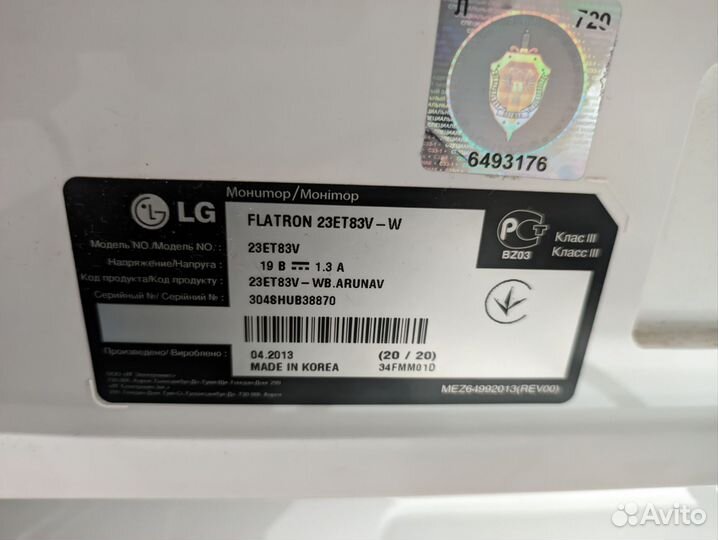 Л 720
6493176
LG
Монитор/Монітор
FLATRON 23ET83V-W
Модель NO./Модель NO.: 23ET83V
Напряжение/Напруга : 19 В 1.3 A
Код продукта/Код продукту: 23ET83V-WB.ARUNAV
Серийный №/ Серійний №: 304SHUB38870
Произведено/Вироблено : 04.2013 (20 / 20)
MADE IN KOREA 34FMM01D
РСТ
BZ03
Клас III
Класс III
MEZ64992013(REV00)
Avito